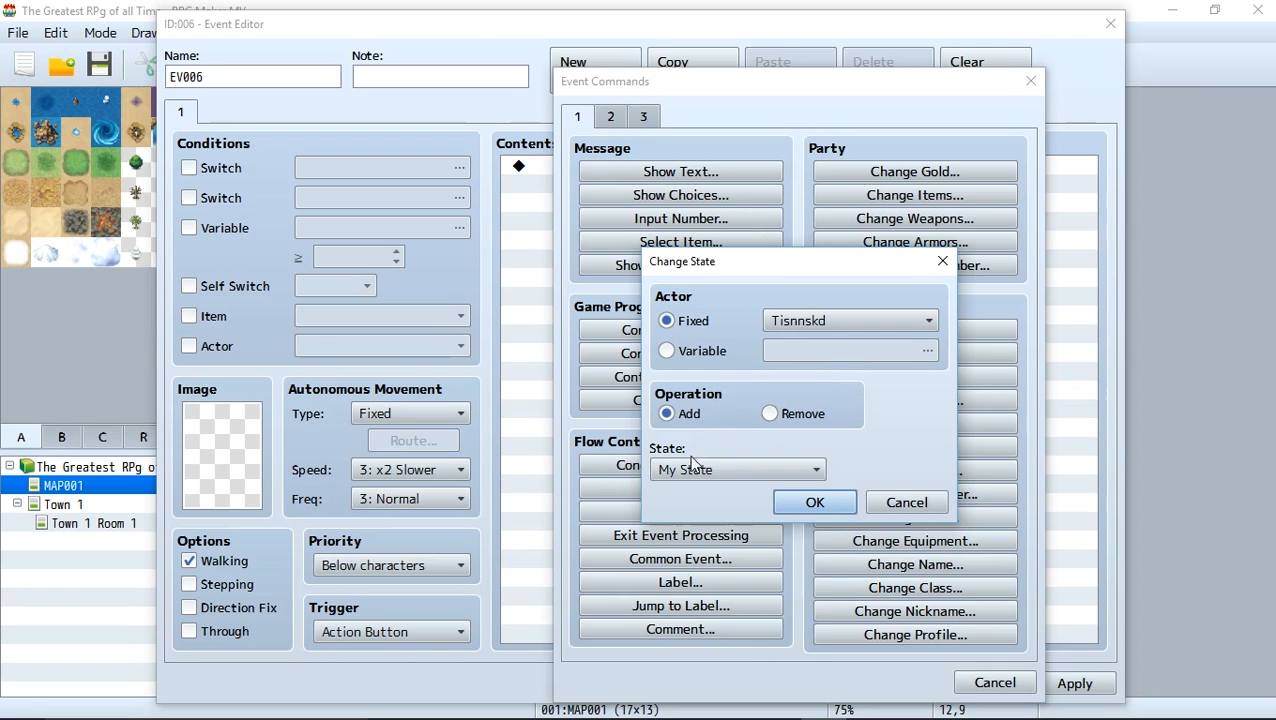 The Greatest RPg of all Tim
ID:006 - Event Editor
File Edit Mode Draw
Name: Note:
EV006
New Copy Paste Delete Clear
1
Conditions
Switch ...
Switch ...
Variable ...
≥
Self Switch
Item
Actor
Image
Autonomous Movement
Type: Fixed
Route...
Speed: 3: x2 Slower
Freq: 3: Normal
Options
Walking
Stepping
Direction Fix
Through
Priority
Below characters
Trigger
Action Button
Contents
◆
Event Commands
1 2 3
Message
Show Text...
Show Choices...
Input Number...
Select Item...
Party
Change Gold...
Change Items...
Change Weapons...
Change Armors...
Game Prog
Flow Cont
Exit Event Processing
Common Event...
Label...
Jump to Label...
Comment...
Change Equipment...
Change Name...
Change Class...
Change Nickname...
Change Profile...
Change State
Actor
Fixed Tisnnskd
Variable ...
Operation
Add Remove
State:
My State
OK Cancel
Cancel Apply
A B C R
The Greatest RPg o
MAP001
Town 1
Town 1 Room 1
001:MAP001 (17x13) 75% 12,9